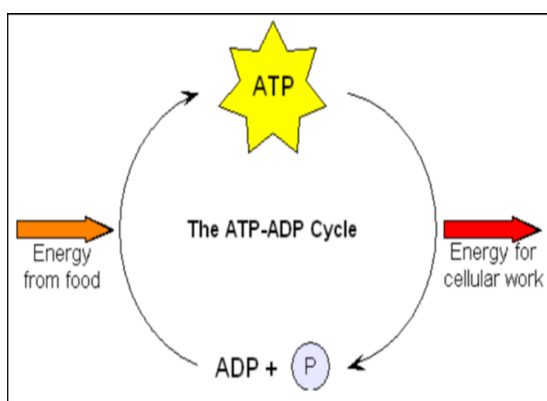 ATP
The ATP-ADP Cycle
Energy
from food
Energy for
cellular work
ADP + P